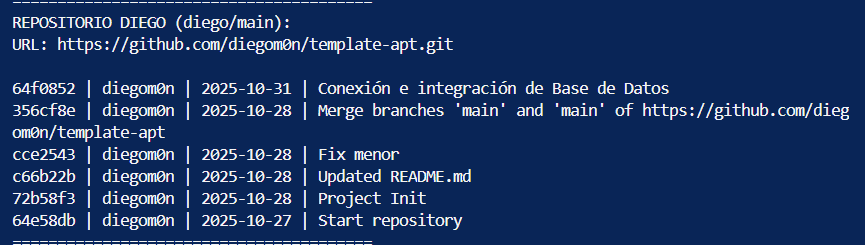 ========================================
REPOSITORIO DIEGO (diego/main):
URL: https://github.com/diegom0n/template-apt.git
64f0852 | diegom0n | 2025-10-31 | Conexión e integración de Base de Datos
356cf8e | diegom0n | 2025-10-28 | Merge branches 'main' and 'main' of https://github.com/dieg
om0n/template-apt
cce2543 | diegom0n | 2025-10-28 | Fix menor
c66b22b | diegom0n | 2025-10-28 | Updated README.md
72b58f3 | diegom0n | 2025-10-28 | Project Init
64e58db | diegom0n | 2025-10-27 | Start repository
========================================